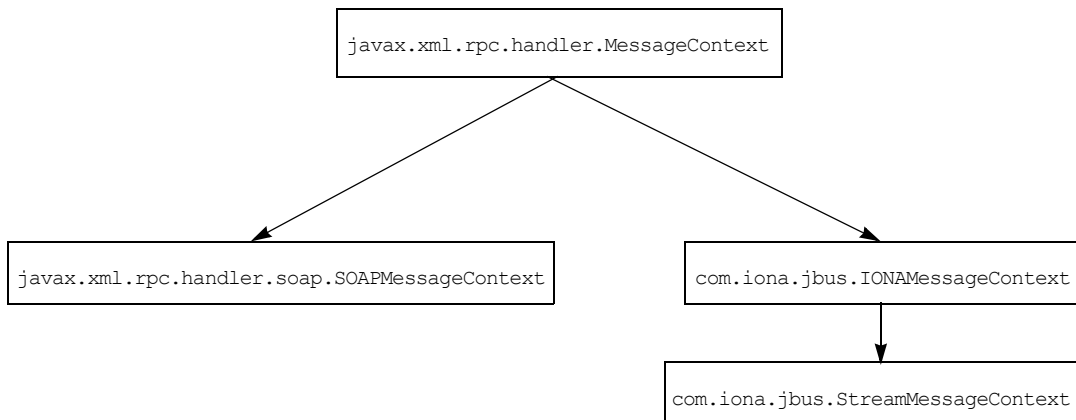 javax.xml.rpc.handler.MessageContext
javax.xml.rpc.handler.soap.SOAPMessageContext
com.iona.jbus.IONAMessageContext
com.iona.jbus.StreamMessageContext